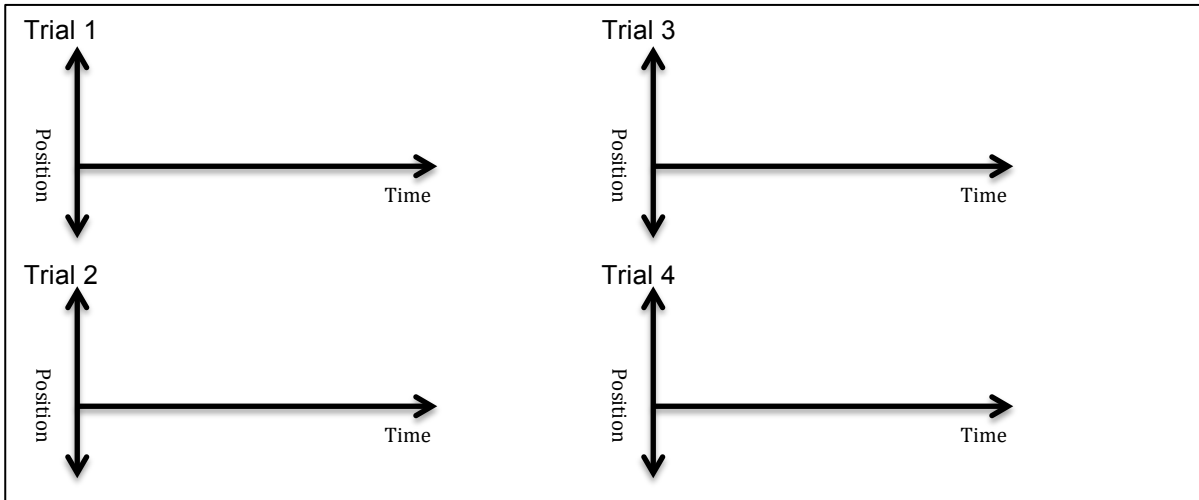 Trial 1
Position
Time
Trial 2
Position
Time
Trial 3
Position
Time
Trial 4
Position
Time